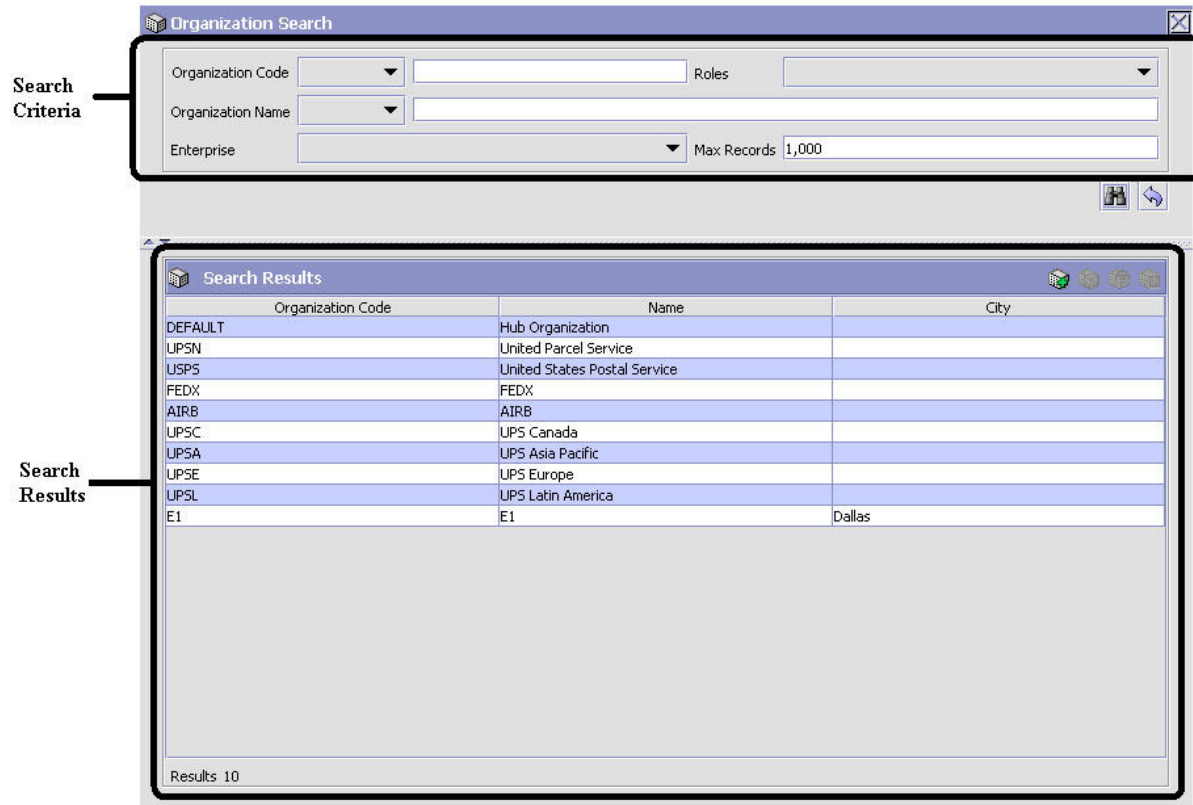 Organization Search
Search
Criteria
Organization Code
Roles
Organization Name
Enterprise
Max Records 1,000
Search
Results
Search Results
Organization Code Name City
DEFAULT Hub Organization
UPSN United Parcel Service
USPS United States Postal Service
FEDX FEDX
AIRB AIRB
UPSC UPS Canada
UPSA UPS Asia Pacific
UPSE UPS Europe
UPSL UPS Latin America
E1 E1 Dallas
Results 10